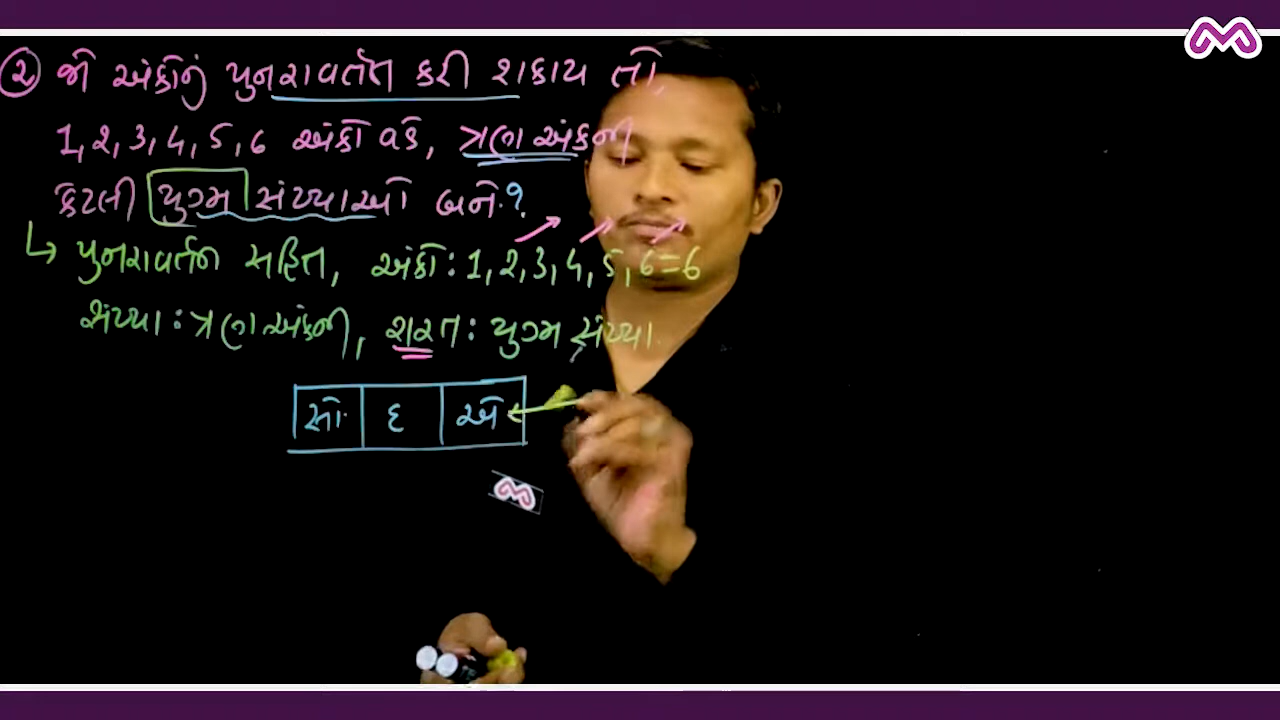 ૨ જો અંકોનું પુનરાવર્તન કરી શકાય તો,
1, 2, 3, 4, 5, 6 અંકો વડે, ત્રણ અંકની
કેટલી યુગ્મ સંખ્યાઓ બને ?
↳ પુનરાવર્તન સહિત, અંકો : 1, 2, 3, 4, 5, 6 = 6
સંખ્યા : ત્રણ અંકની, શરત : યુગ્મ સંખ્યા.
સો. દ એ